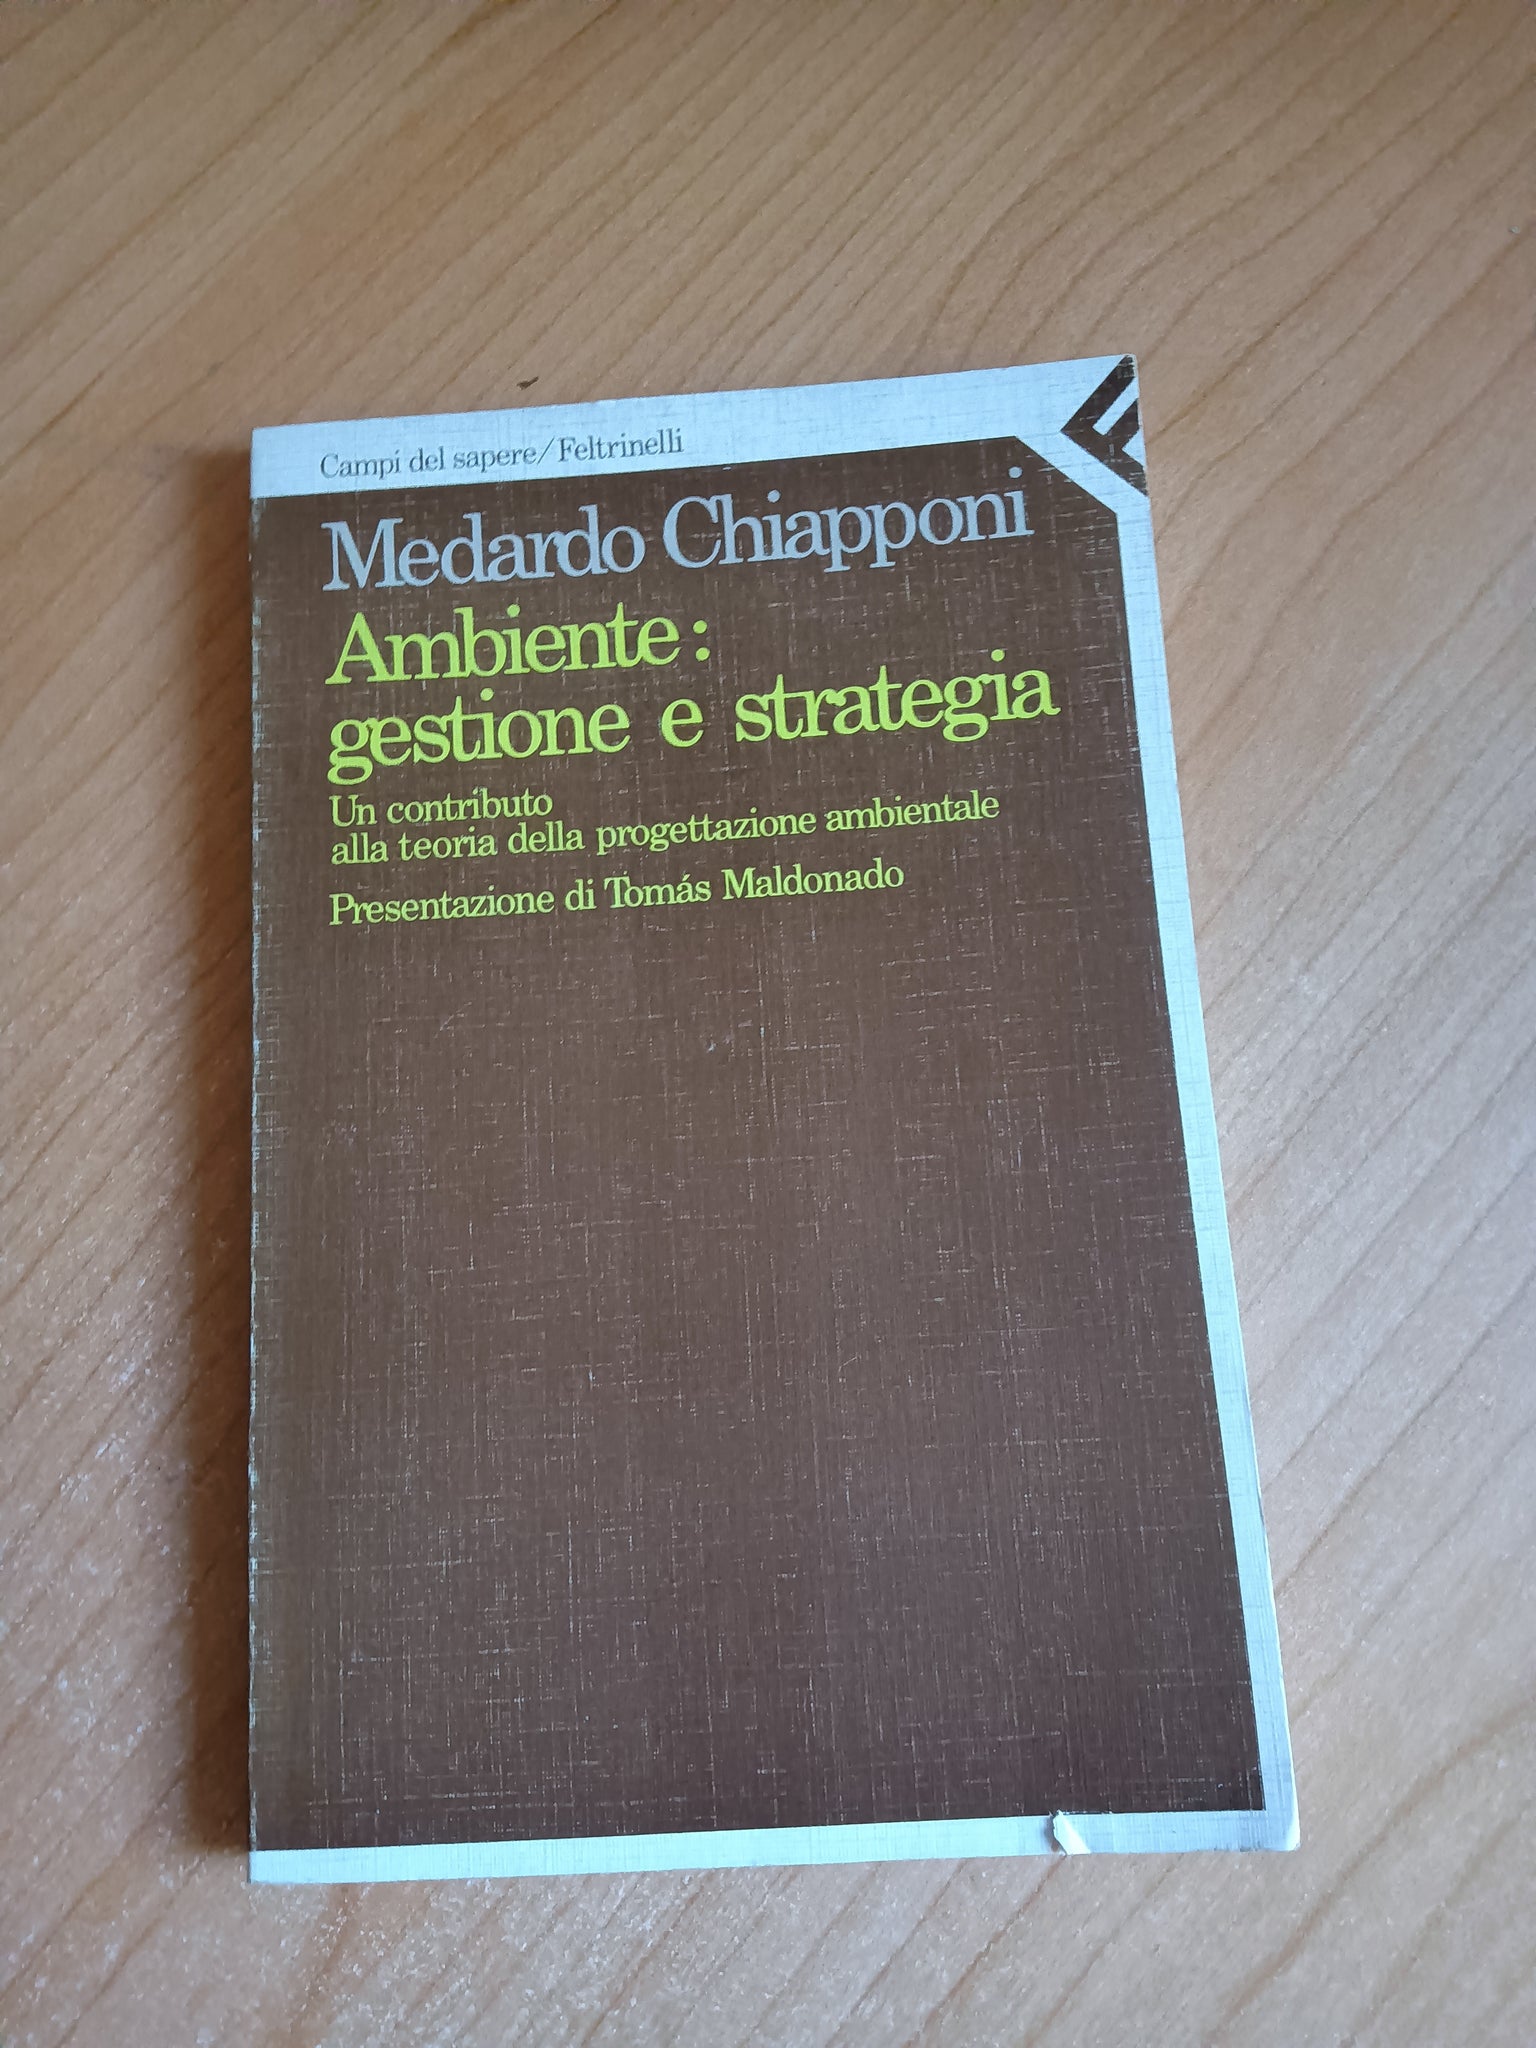 Campi del sapere/Feltrinelli
Medardo Chiapponi
Ambiente:
gestione e strategia
Un contributo
alla teoria della progettazione ambientale
Presentazione di Tomás Maldonado